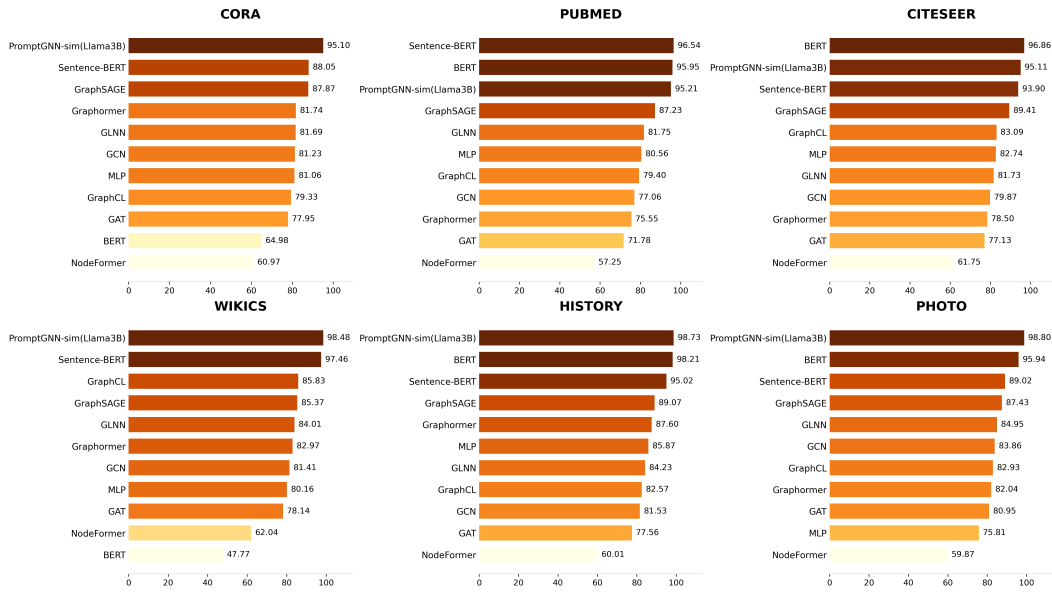 CORA
PromptGNN-sim(Llama3B) 95.10
Sentence-BERT 88.05
GraphSAGE 87.87
Graphormer 81.74
GLNN 81.69
GCN 81.23
MLP 81.06
GraphCL 79.33
GAT 77.95
BERT 64.98
NodeFormer 60.97
0 20 40 60 80 100
PUBMED
Sentence-BERT 96.54
BERT 95.95
PromptGNN-sim(Llama3B) 95.21
GraphSAGE 87.23
GLNN 81.75
MLP 80.56
GraphCL 79.40
GCN 77.06
Graphormer 75.55
GAT 71.78
NodeFormer 57.25
0 20 40 60 80 100
CITESEER
BERT 96.86
PromptGNN-sim(Llama3B) 95.11
Sentence-BERT 93.90
GraphSAGE 89.41
GraphCL 83.09
MLP 82.74
GLNN 81.73
GCN 79.87
Graphormer 78.50
GAT 77.13
NodeFormer 61.75
0 20 40 60 80 100
WIKICS
PromptGNN-sim(Llama3B) 98.48
Sentence-BERT 97.46
GraphCL 85.83
GraphSAGE 85.37
GLNN 84.01
Graphormer 82.97
GCN 81.41
MLP 80.16
GAT 78.14
NodeFormer 62.04
BERT 47.77
0 20 40 60 80 100
HISTORY
PromptGNN-sim(Llama3B) 98.73
BERT 98.21
Sentence-BERT 95.02
GraphSAGE 89.07
Graphormer 87.60
MLP 85.87
GLNN 84.23
GraphCL 82.57
GCN 81.53
GAT 77.56
NodeFormer 60.01
0 20 40 60 80 100
PHOTO
PromptGNN-sim(Llama3B) 98.80
BERT 95.94
Sentence-BERT 89.02
GraphSAGE 87.43
GLNN 84.95
GCN 83.86
GraphCL 82.93
Graphormer 82.04
GAT 80.95
MLP 75.81
NodeFormer 59.87
0 20 40 60 80 100